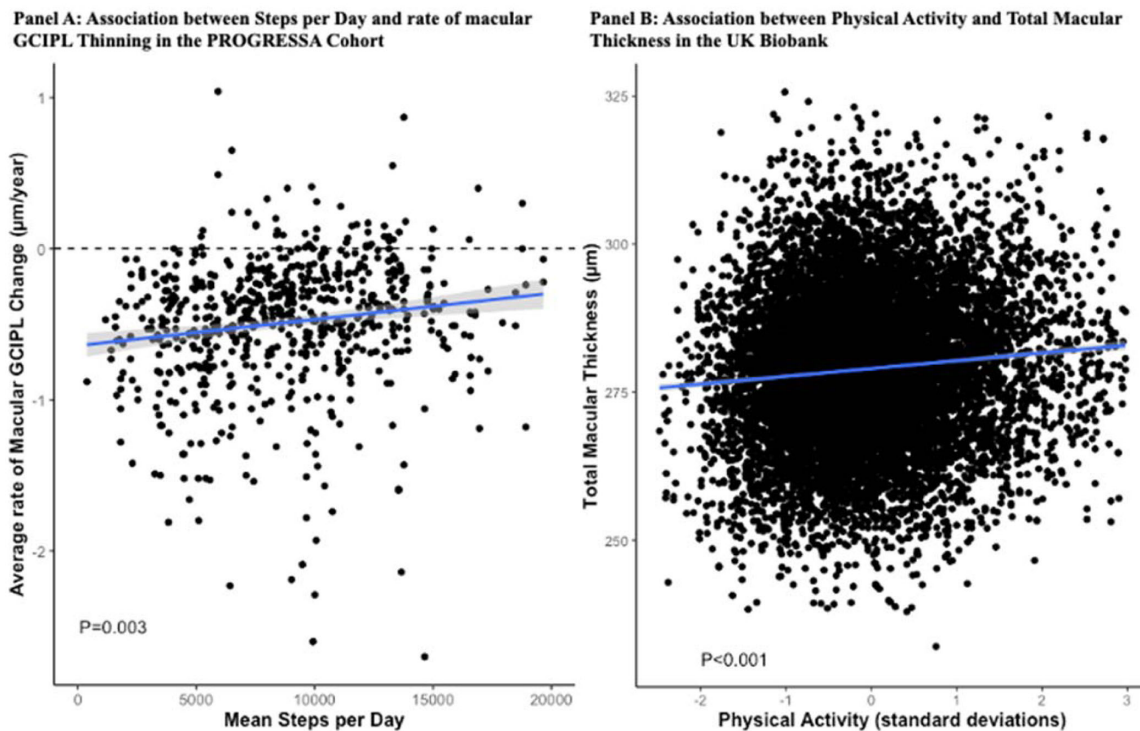 Panel A: Association between Steps per Day and rate of macular
GCIPL Thinning in the PROGRESSA Cohort
1
0
-1
-2
Average rate of Macular GCIPL Change (µm/year)
P=0.003
0
5000
10000
15000
20000
Mean Steps per Day
Panel B: Association between Physical Activity and Total Macular
Thickness in the UK Biobank
325
300
275
250
Total Macular Thickness (µm)
P<0.001
-2
-1
0
1
2
3
Physical Activity (standard deviations)